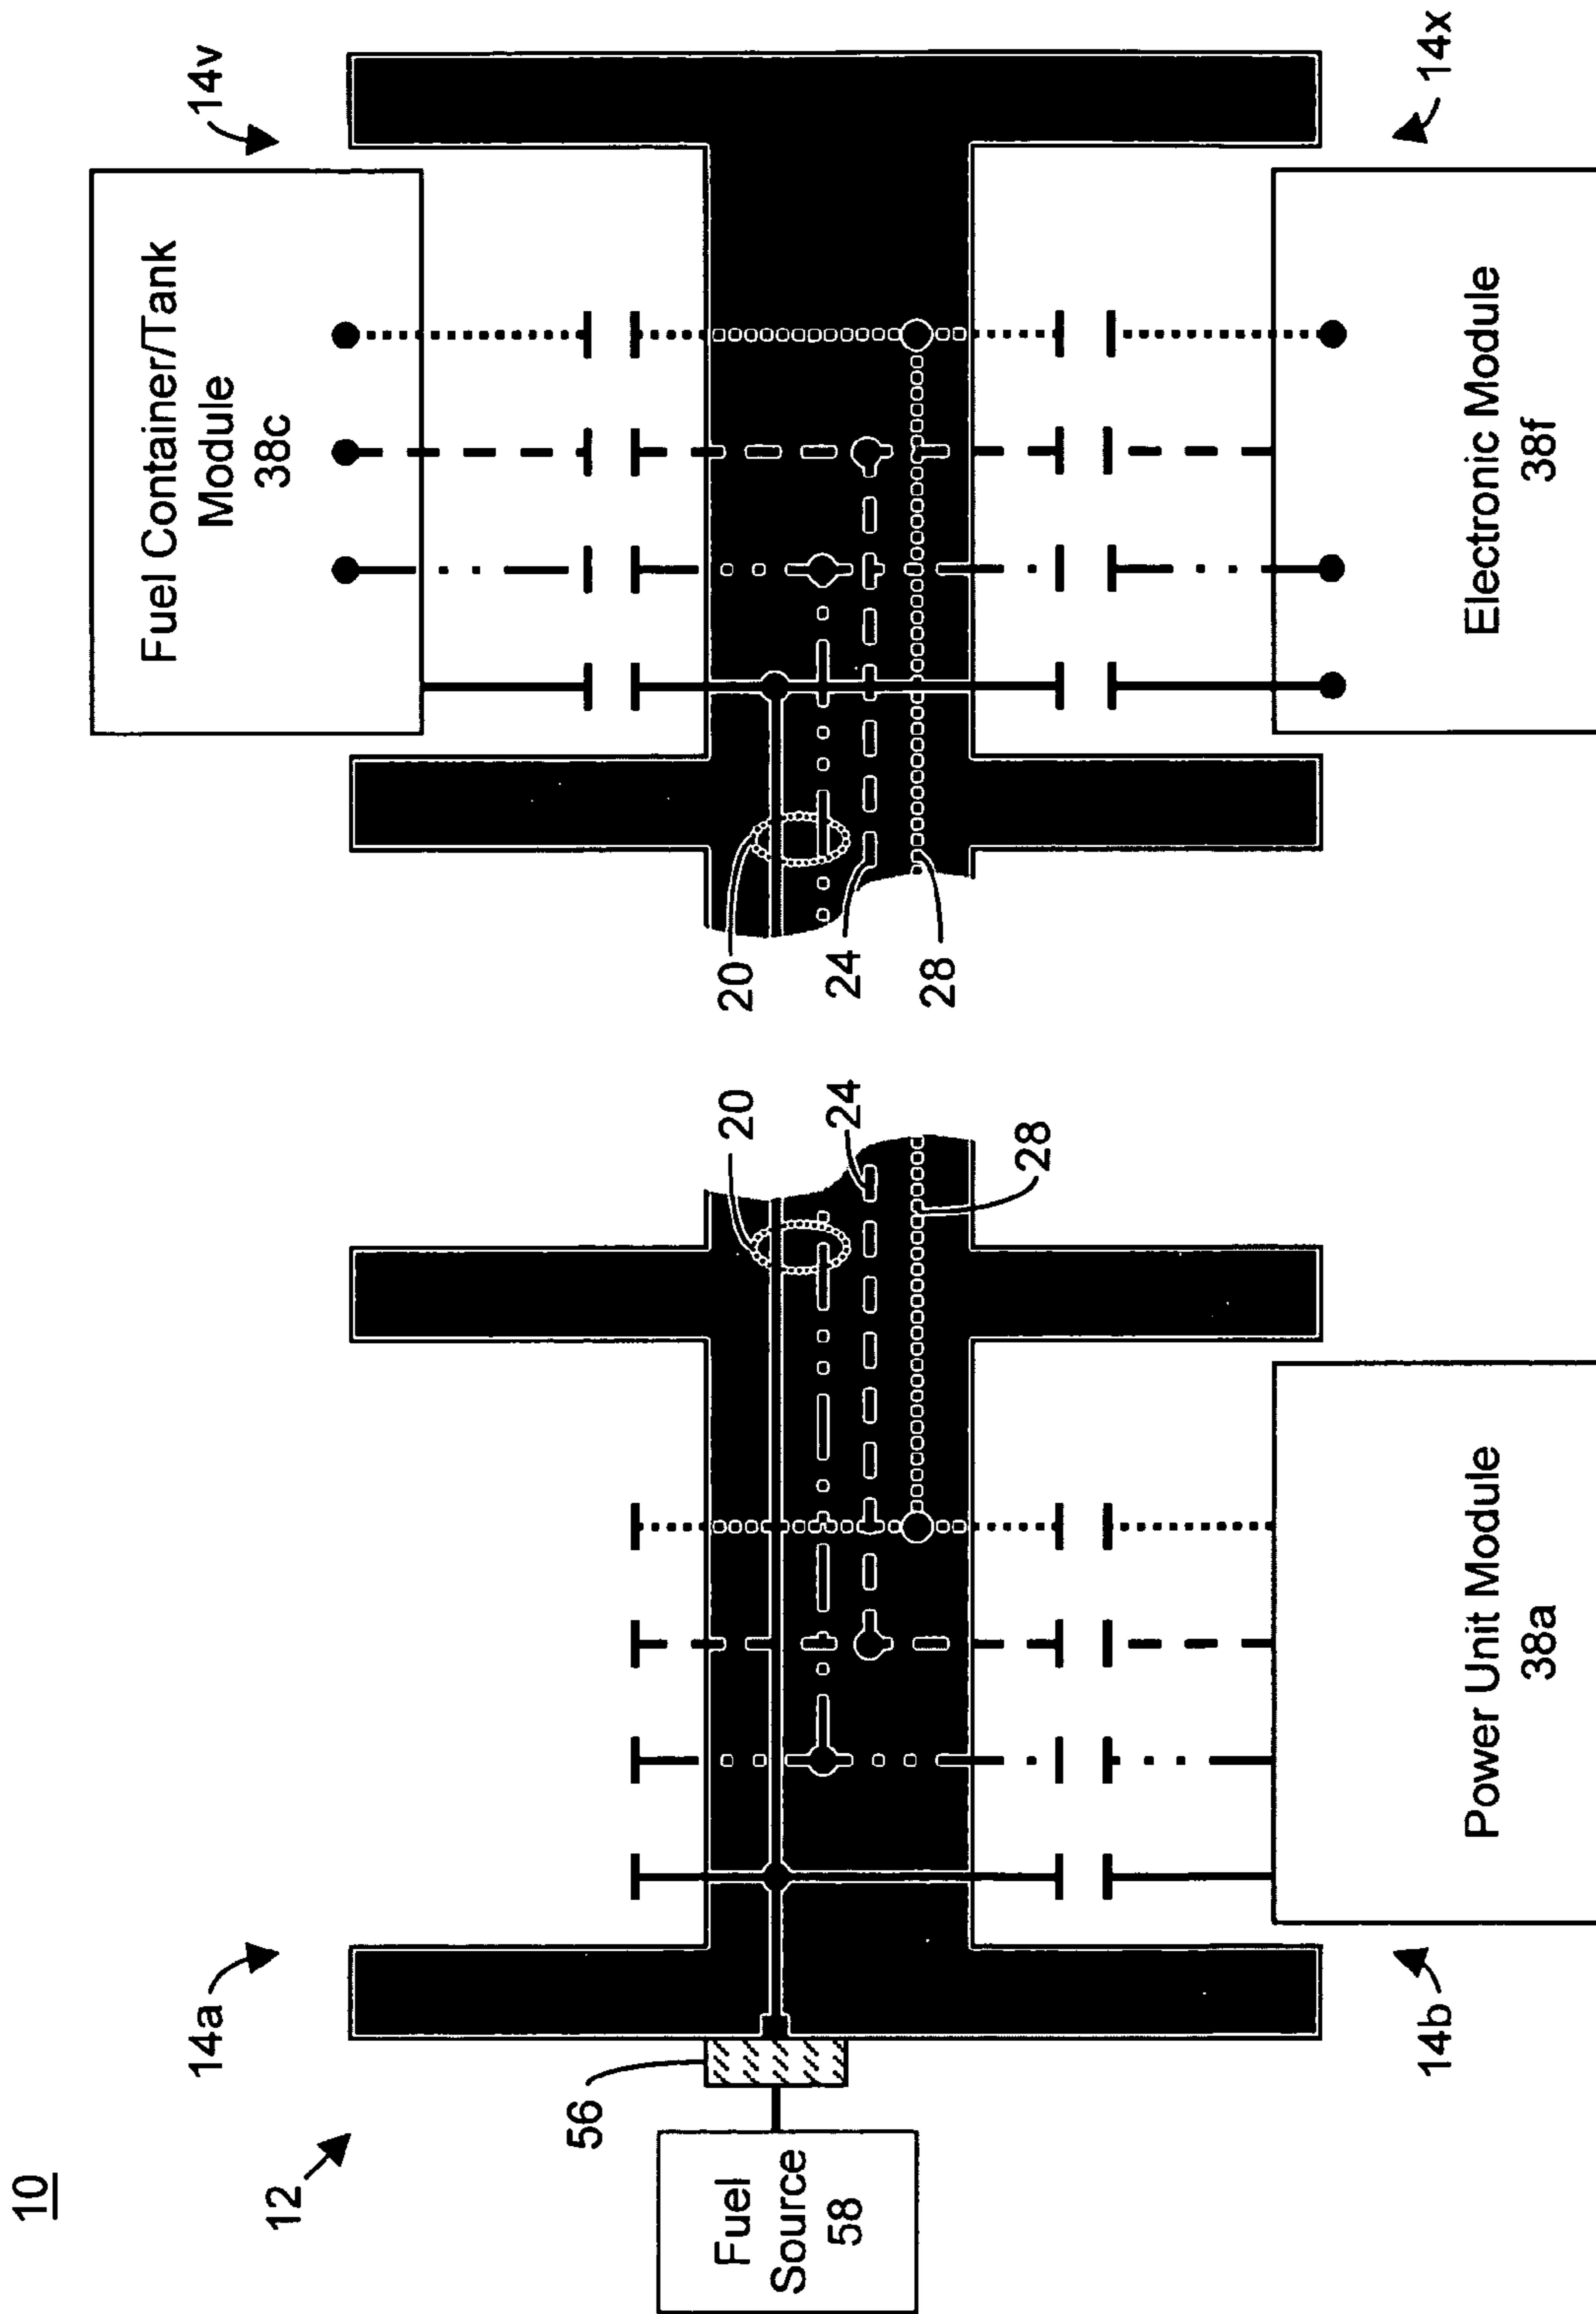 10
12
14a
14v
Fuel Container/Tank
Module
38c
56
Fuel
Source
58
20
24
28
20
24
28
14b
Power Unit Module
38a
14x
Electronic Module
38f